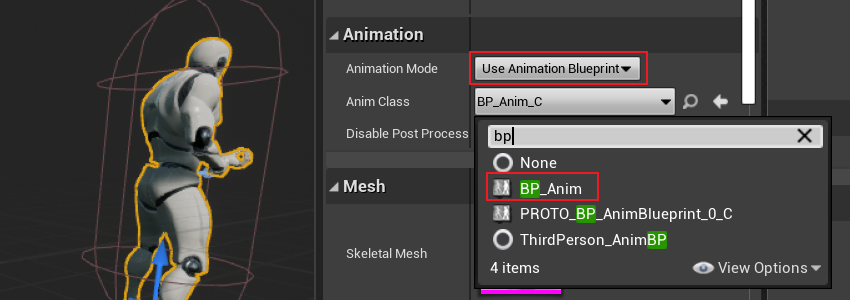 Animation
Animation Mode
Use Animation Blueprint
Anim Class
BP_Anim_C
Disable Post Process
bp
None
BP_Anim
Mesh
PROTO_BP_AnimBlueprint_0_C
ThirdPerson_AnimBP
Skeletal Mesh
4 items
View Options